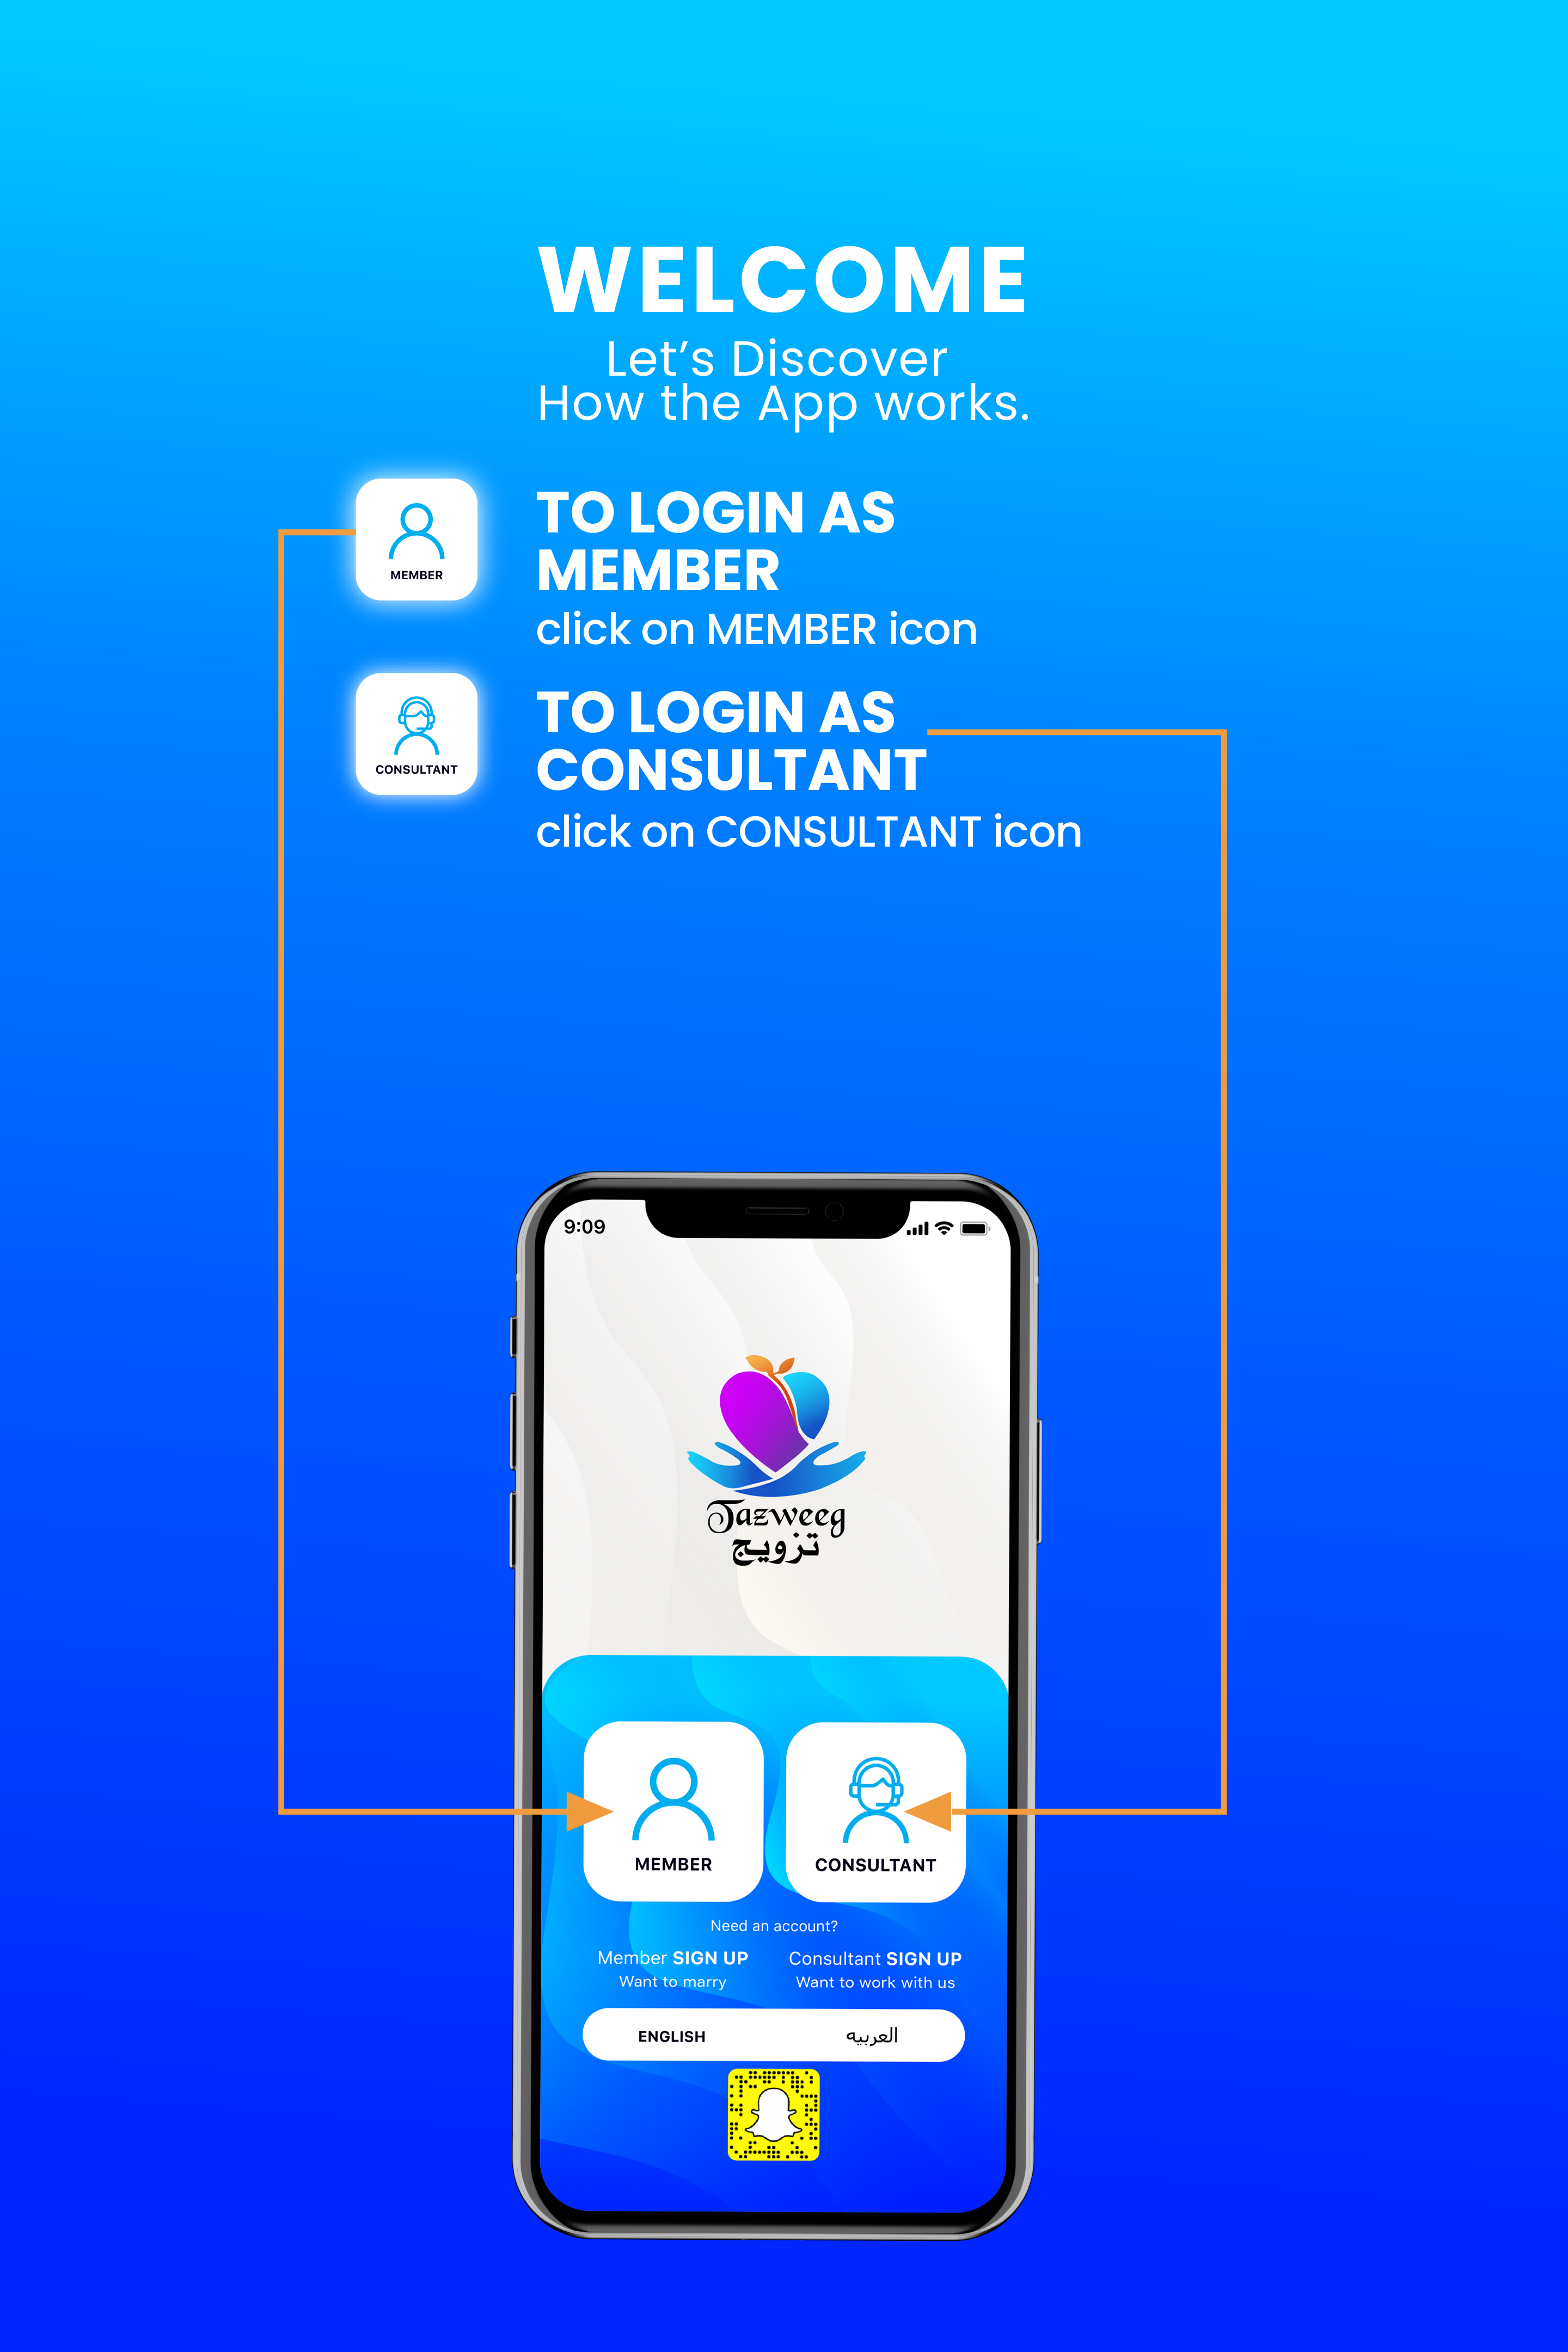 WELCOME
Let’s Discover
How the App works.
MEMBER
TO LOGIN AS
MEMBER
click on MEMBER icon
CONSULTANT
TO LOGIN AS
CONSULTANT
click on CONSULTANT icon
9:09
Tazweeg
تزويج
MEMBER
CONSULTANT
Need an account?
Member SIGN UP
Want to marry
Consultant SIGN UP
Want to work with us
ENGLISH
العربيه